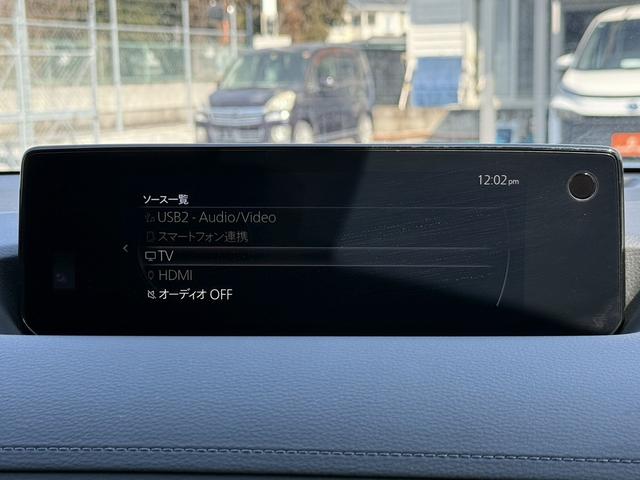 12:02pm
ソース一覧
USB2 - Audio/Video
スマートフォン連携
TV
HDMI
オーディオ OFF